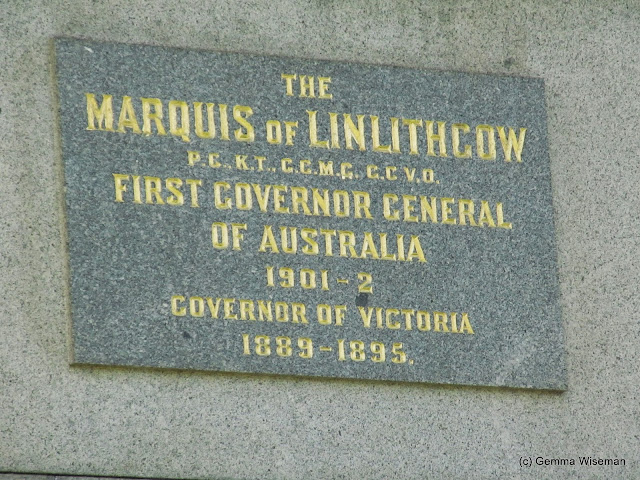 THE
MARQUIS OF LINLITHGOW
P.C. K.T., G.C.M.G. G.C.V.O.
FIRST GOVERNOR GENERAL
OF AUSTRALIA
1901-2
GOVERNOR OF VICTORIA
1889-1895.
(c) Gemma Wiseman